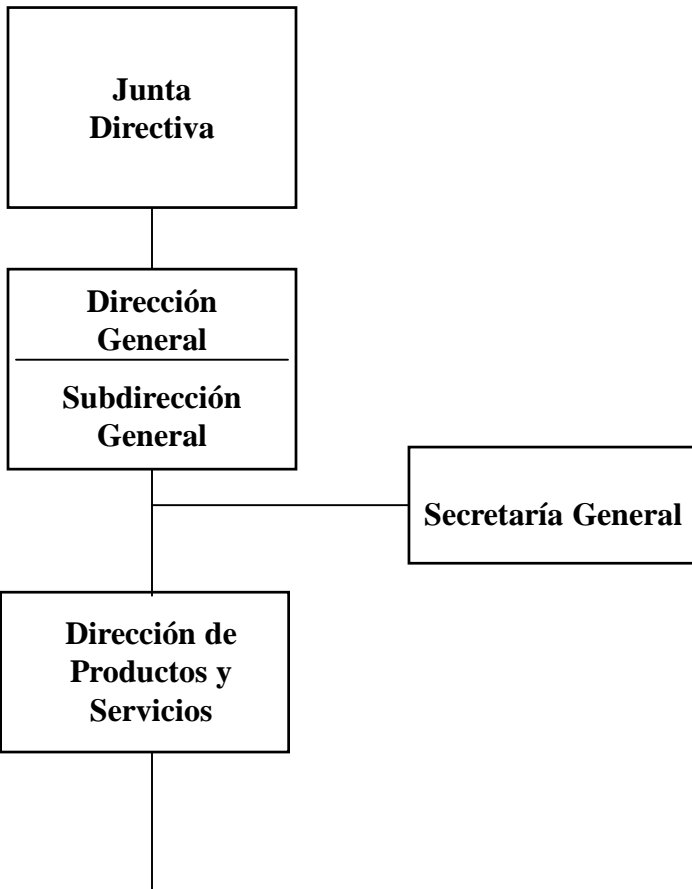 Junta
Directiva
Dirección
General
Subdirección
General
Secretaría General
Dirección de
Productos y
Servicios